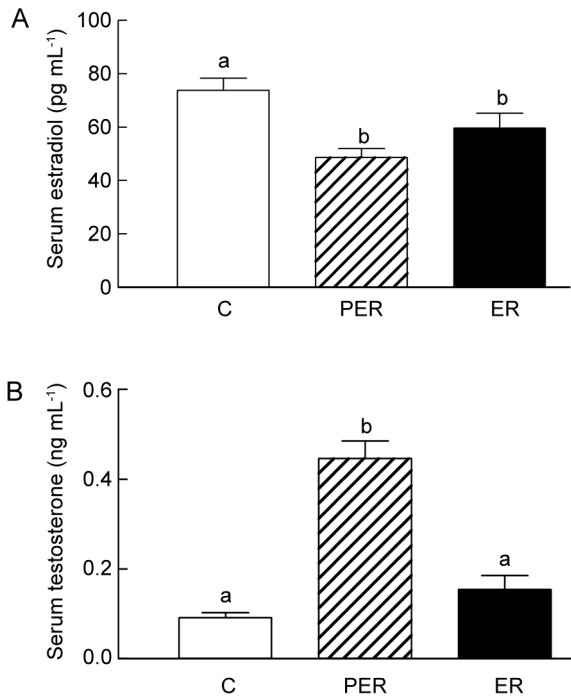 A
Serum estradiol (pg mL-1)
100
80
60
40
20
0
a
b
b
C PER ER
B
Serum testosterone (ng mL-1)
0.6
0.4
0.2
0.0
a
b
a
C PER ER